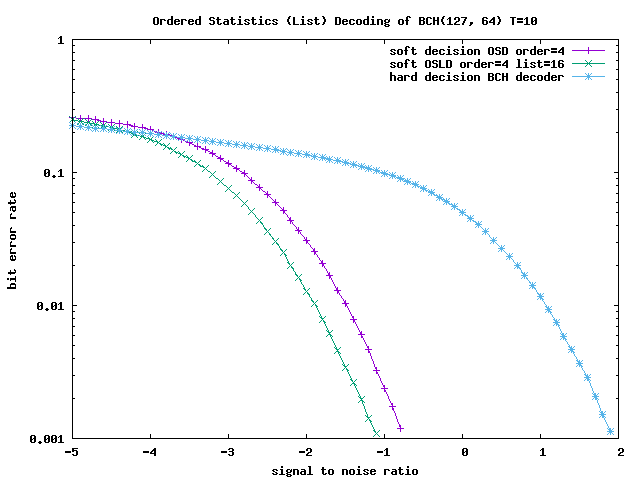 Ordered Statistics (List) Decoding of BCH(127, 64) T=10
soft decision OSD order=4
soft OSLD order=4 list=16
hard decision BCH decoder
1
0.1
0.01
0.001
bit error rate
-5 -4 -3 -2 -1 0 1 2
signal to noise ratio